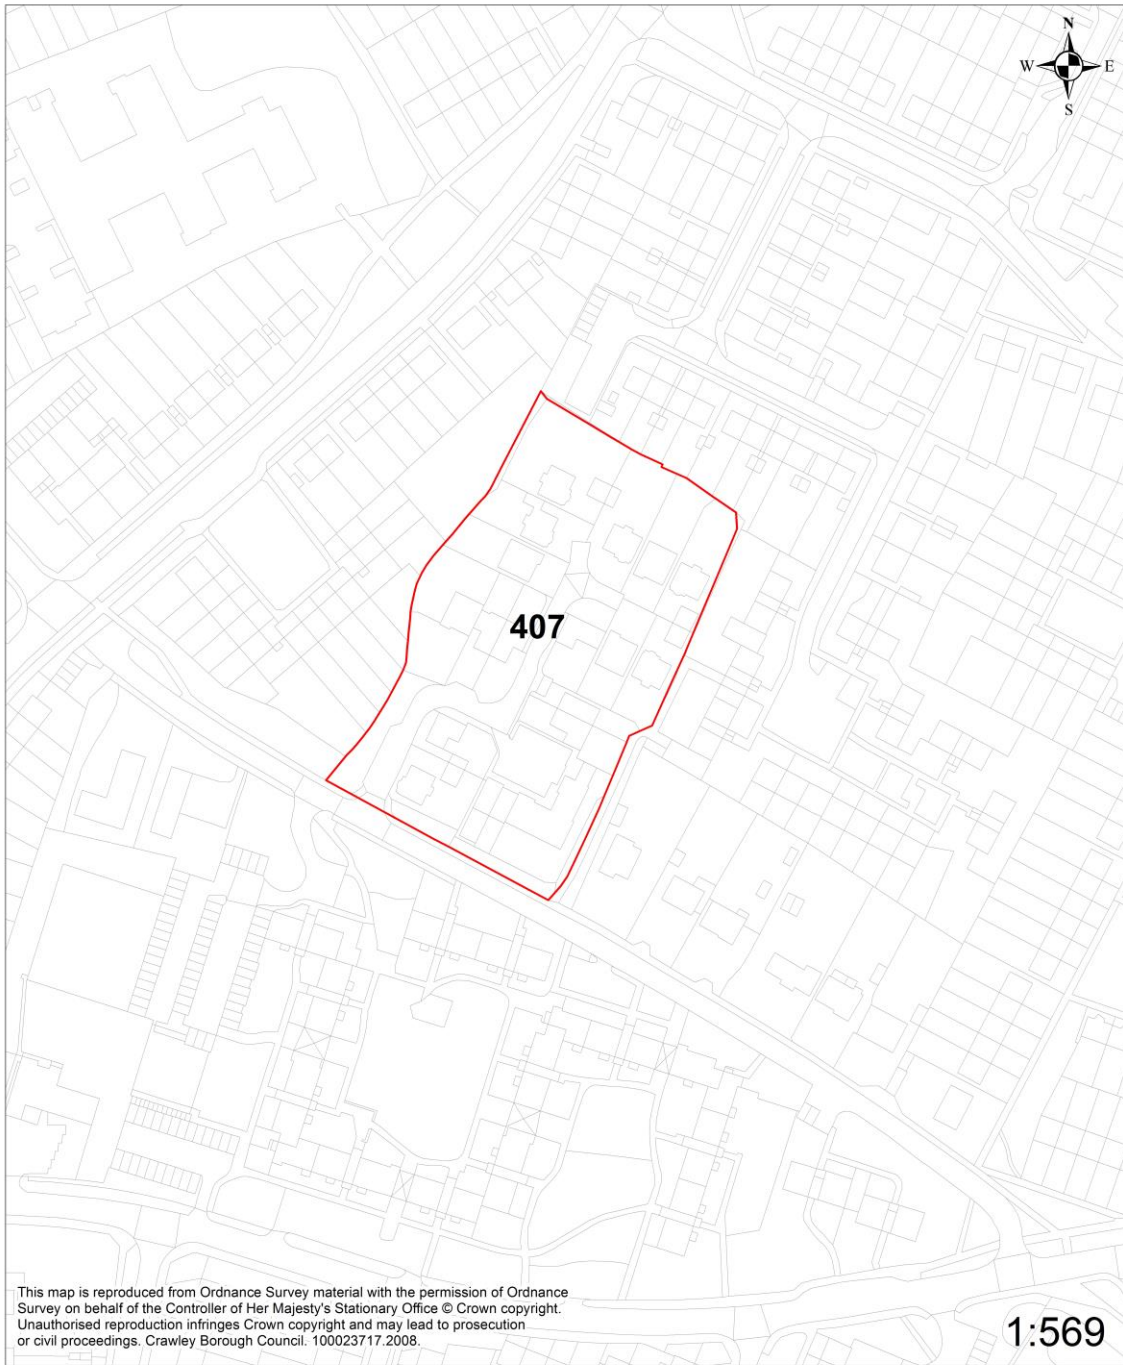 N
W E
S
407
This map is reproduced from Ordnance Survey material with the permission of Ordnance
Survey on behalf of the Controller of Her Majesty's Stationary Office © Crown copyright.
Unauthorised reproduction infringes Crown copyright and may lead to prosecution
or civil proceedings. Crawley Borough Council. 100023717.2008.
1:569